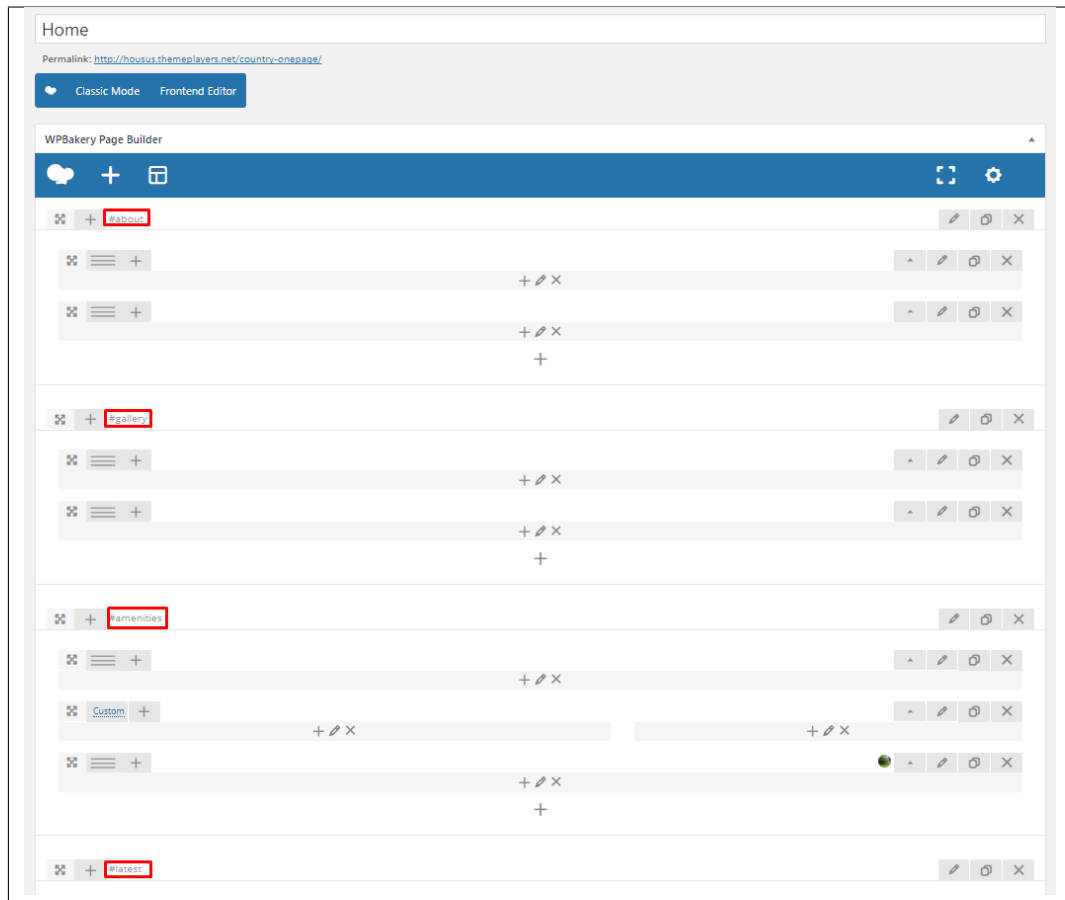 Home
Permalink: http://housus.themeplayers.net/country-onepage/
Classic Mode Frontend Editor
WPBakery Page Builder
#about
#gallery
#amenities
Custom
#latest